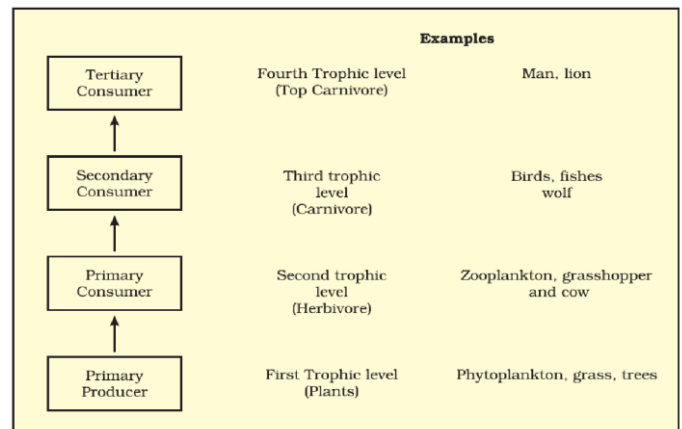 Examples
Tertiary
Consumer
Fourth Trophic level
(Top Carnivore)
Man, lion
Secondary
Consumer
Third trophic
level
(Carnivore)
Birds, fishes
wolf
Primary
Consumer
Second trophic
level
(Herbivore)
Zooplankton, grasshopper
and cow
Primary
Producer
First Trophic level
(Plants)
Phytoplankton, grass, trees